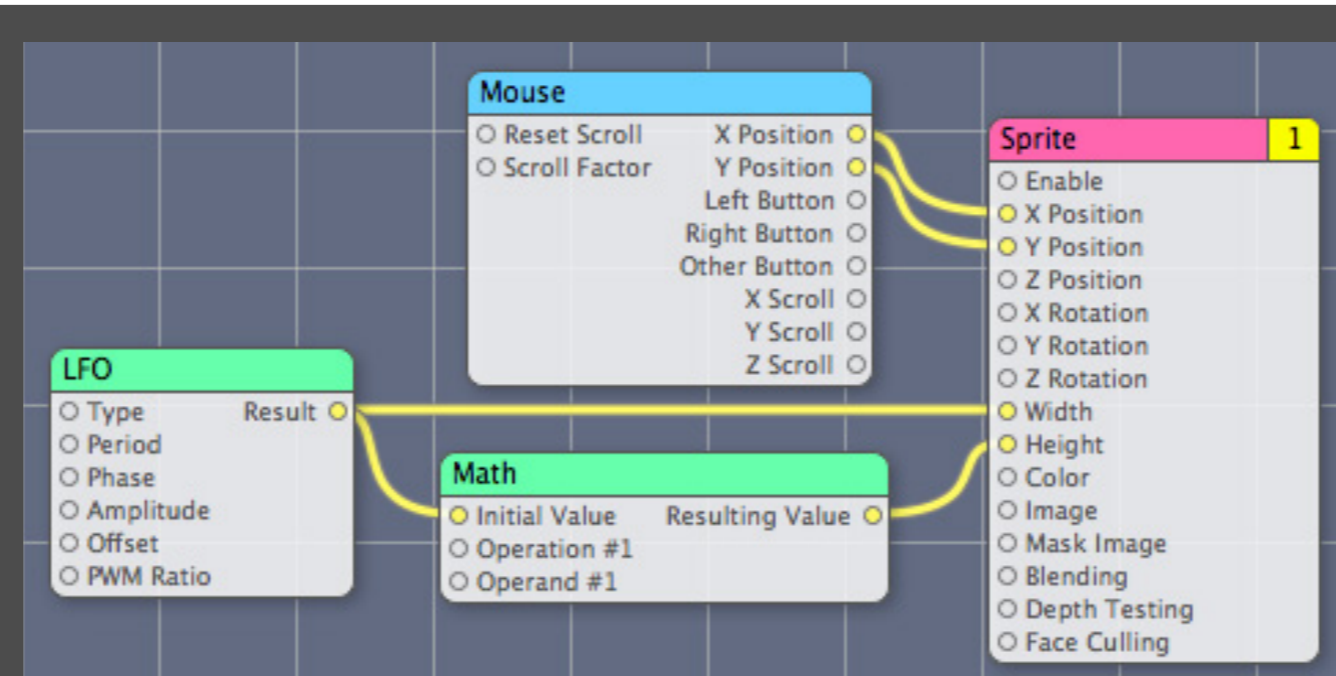 Mouse
Reset Scroll X Position
Scroll Factor Y Position
Left Button
Right Button
Other Button
X Scroll
Y Scroll
Z Scroll
Sprite 1
Enable
X Position
Y Position
Z Position
X Rotation
Y Rotation
Z Rotation
Width
Height
Color
Image
Mask Image
Blending
Depth Testing
Face Culling
LFO
Type Result
Period
Phase
Amplitude
Offset
PWM Ratio
Math
Initial Value Resulting Value
Operation #1
Operand #1